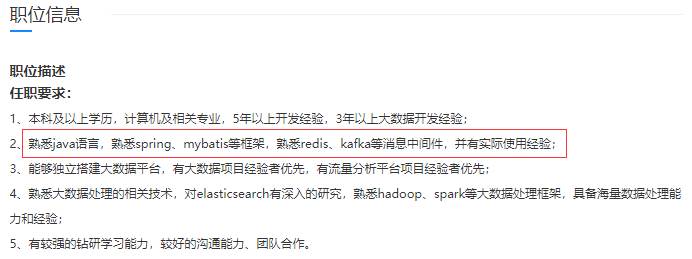 职位信息
职位描述
任职要求：
1、本科及以上学历，计算机及相关专业，5年以上开发经验，3年以上大数据开发经验；
2、熟悉java语言，熟悉spring、mybatis等框架，熟悉redis、kafka等消息中间件，并有实际使用经验；
3、能够独立搭建大数据平台，有大数据项目经验者优先，有流量分析平台项目经验者优先；
4、熟悉大数据处理的相关技术，对elasticsearch有深入的研究，熟悉hadoop、spark等大数据处理框架，具备海量数据处理能
力和经验；
5、有较强的钻研学习能力，较好的沟通能力、团队合作。